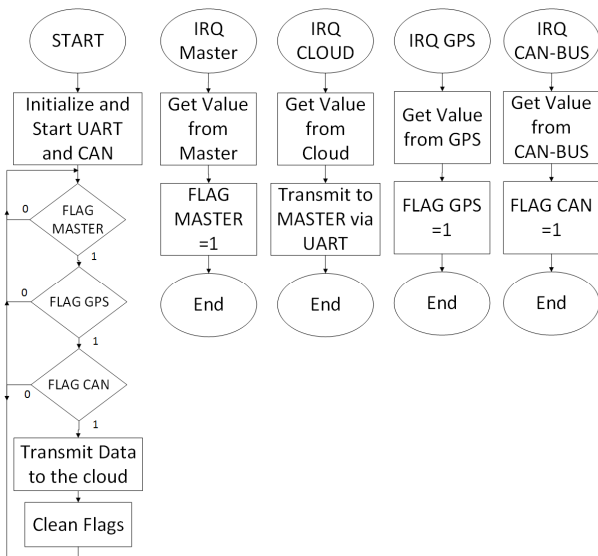 START
Initialize and
Start UART
and CAN
0
FLAG
MASTER
1
0
FLAG GPS
1
FLAG CAN
0
1
Transmit Data
to the cloud
Clean Flags
IRQ
Master
Get Value
from
Master
FLAG
MASTER
=1
End
IRQ
CLOUD
Get Value
from
Cloud
Transmit to
MASTER via
UART
End
IRQ GPS
Get Value
from GPS
FLAG GPS
=1
End
IRQ
CAN-BUS
Get Value
from
CAN-BUS
FLAG CAN
=1
End